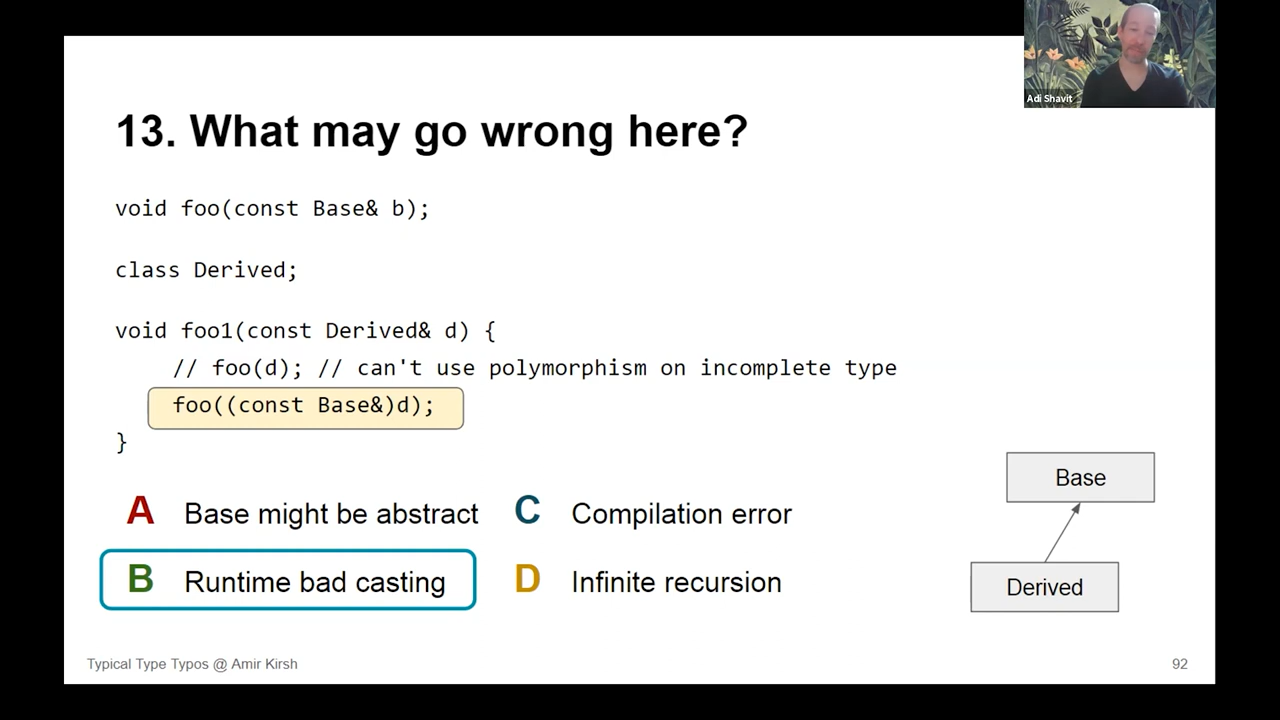 Adi Shavit
13. What may go wrong here?
void foo(const Base& b);
class Derived;
void foo1(const Derived& d) {
// foo(d); // can't use polymorphism on incomplete type
foo((const Base&)d);
}
A Base might be abstract
C Compilation error
B Runtime bad casting
D Infinite recursion
Base
Derived
Typical Type Typos @ Amir Kirsh
92